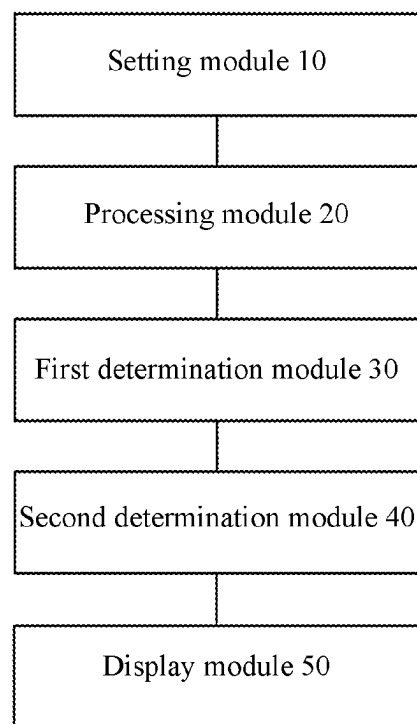 Setting module 10
Processing module 20
First determination module 30
Second determination module 40
Display module 50